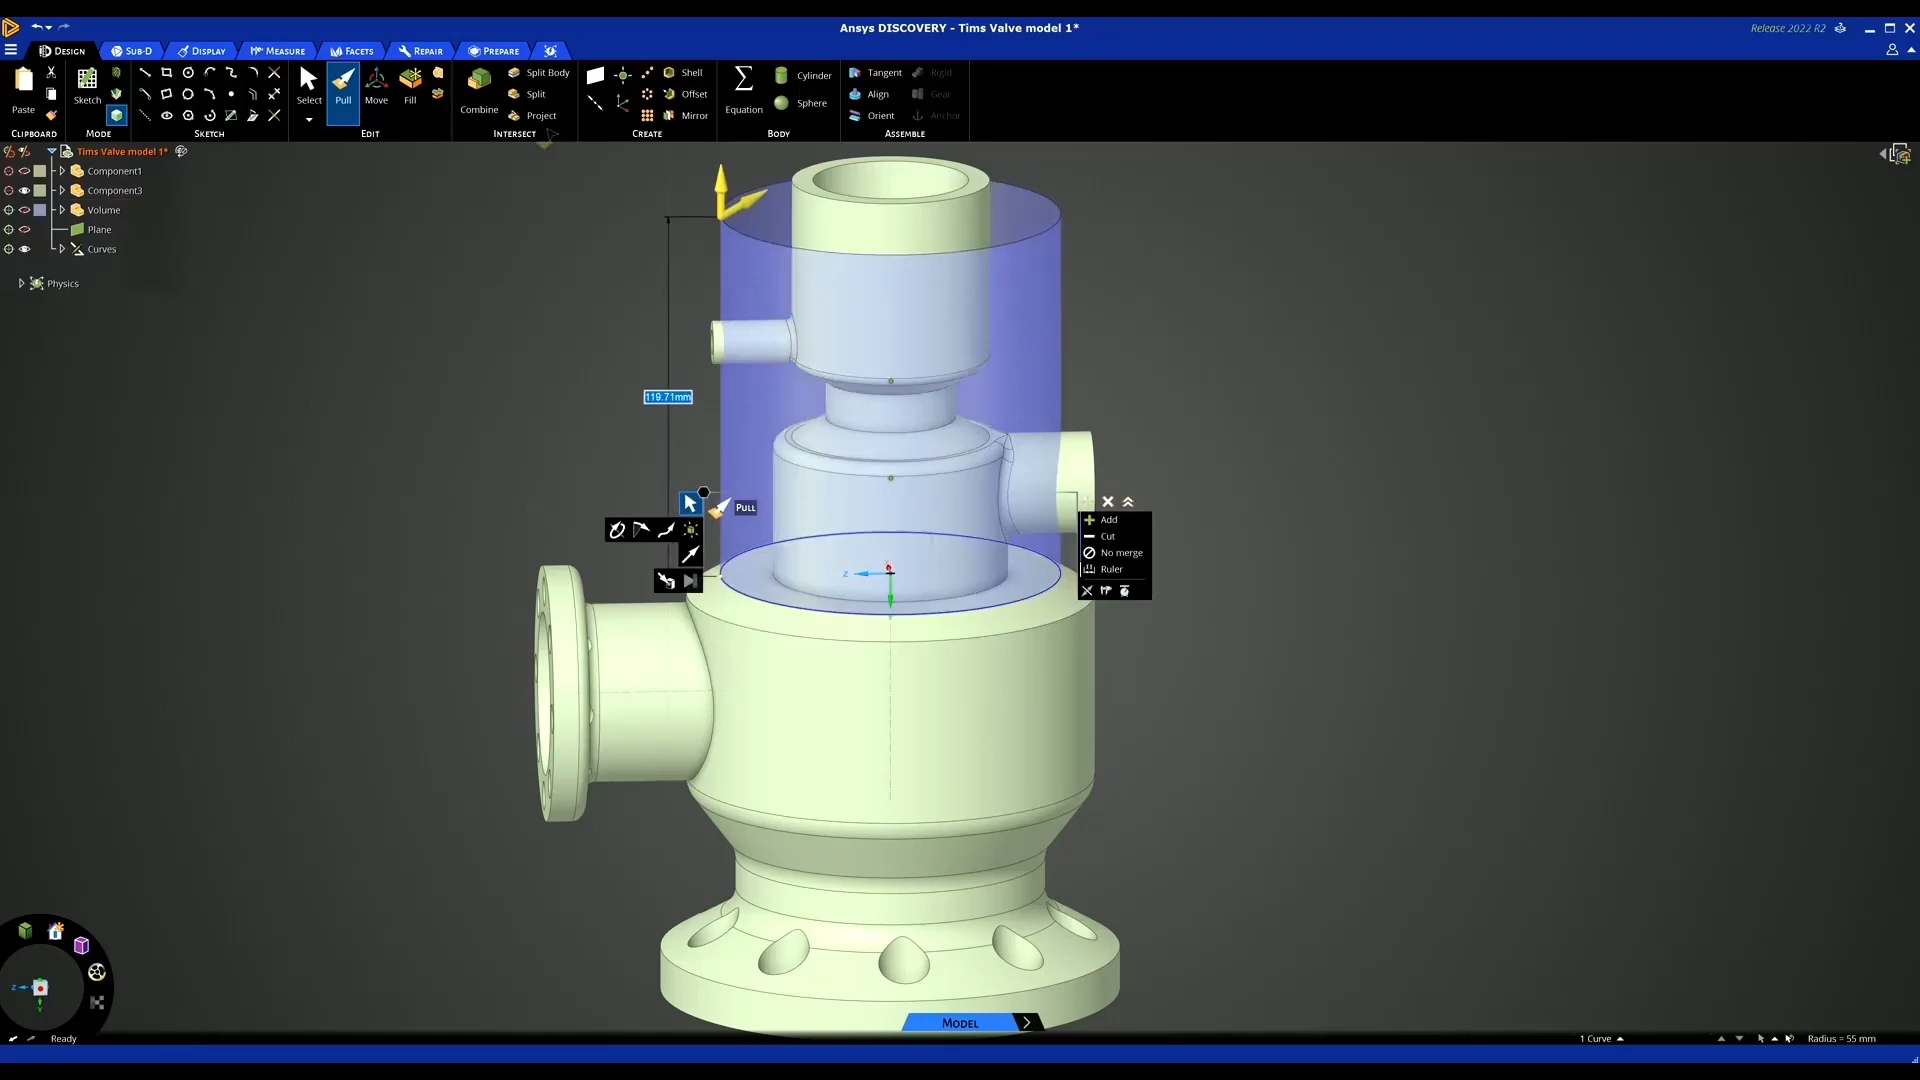 Ansys DISCOVERY - Tims Valve model 1*
Release 2022 R2
Design
Sub-D
Display
Measure
Facets
Repair
Prepare
Paste
Sketch
Select
Pull
Move
Fill
Combine
Split Body
Split
Project
Shell
Offset
Mirror
Equation
Cylinder
Sphere
Tangent
Align
Orient
Rigid
Gear
Anchor
Clipboard
Mode
Sketch
Edit
Intersect
Create
Body
Assemble
Tims Valve model 1*
Component1
Component3
Volume
Plane
Curves
Physics
119.71mm
Pull
Add
Cut
No merge
Ruler
Z
Z
Y
Model
Ready
1 Curve
Radius = 55 mm